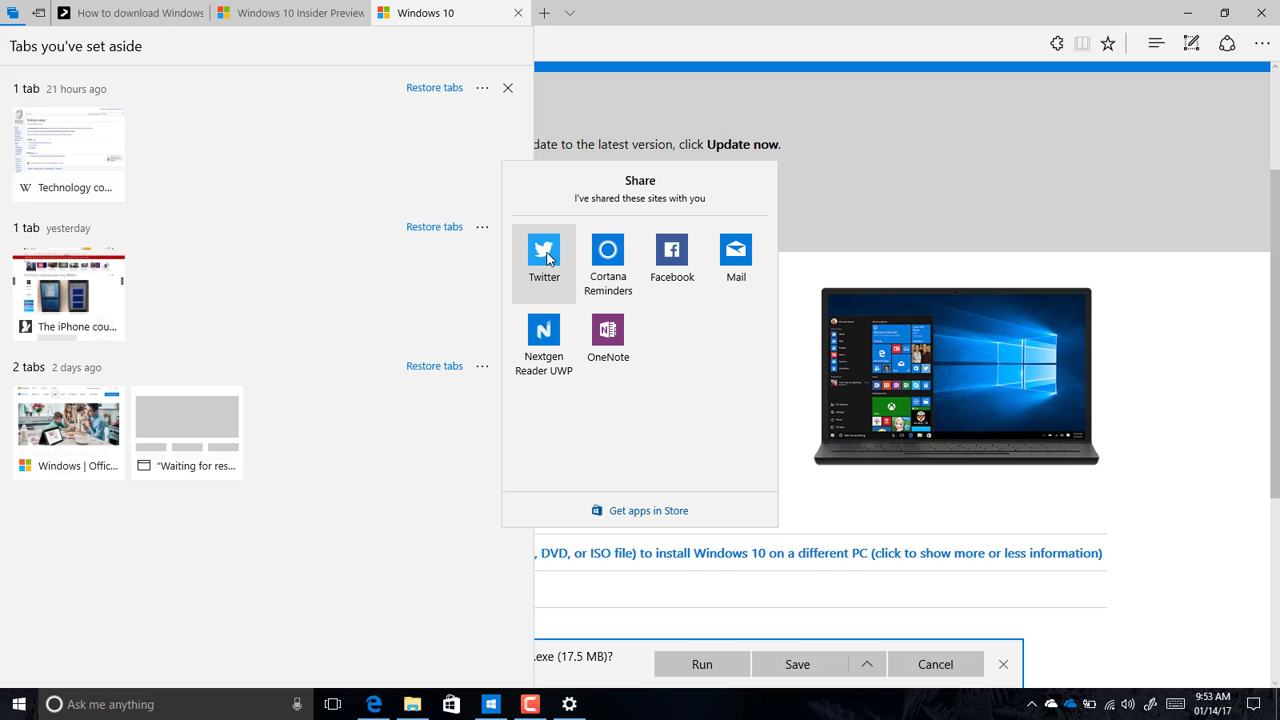 How to download Windows
Windows 10 Insider Preview
Windows 10
Tabs you've set aside
1 tab 21 hours ago
Restore tabs
Technology co...
1 tab yesterday
Restore tabs
The iPhone cou...
2 tabs 2 days ago
Restore tabs
Windows | Offic...
"Waiting for res...
date to the latest version, click Update now.
Share
I've shared these sites with you
Twitter
Cortana
Reminders
Facebook
Mail
Nextgen
Reader UWP
OneNote
Get apps in Store
, DVD, or ISO file) to install Windows 10 on a different PC (click to show more or less information)
.exe (17.5 MB)?
Run
Save
Cancel
Ask me anything
9:53 AM
01/14/17